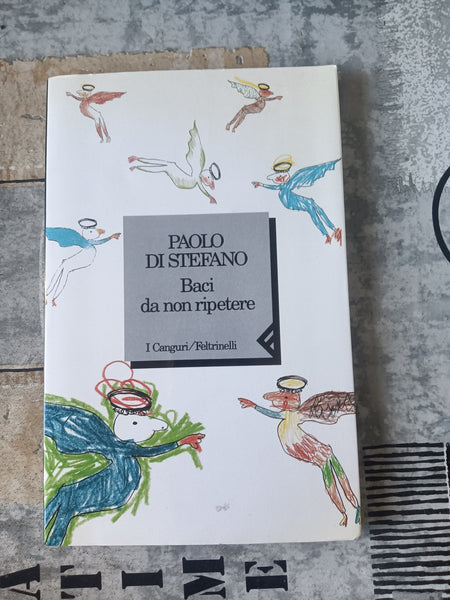 PAOLO
DI STEFANO
Baci
da non ripetere
I Canguri/Feltrinelli
A T I M E